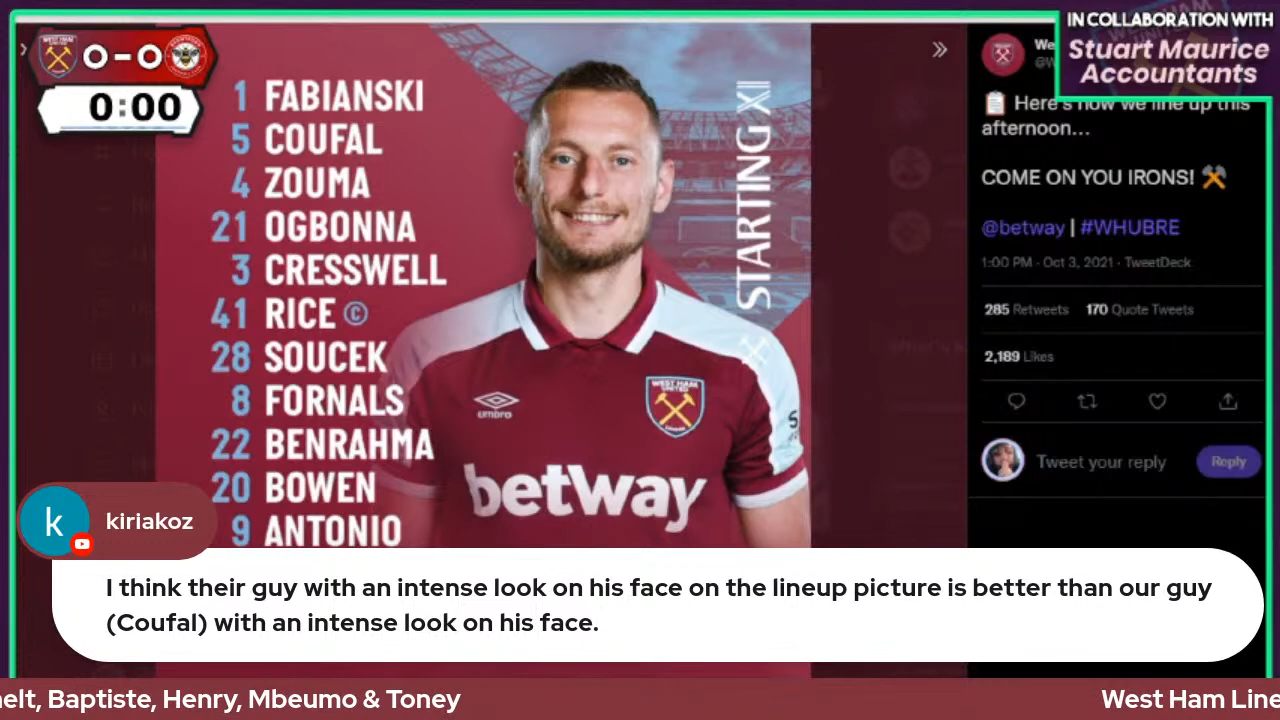 IN COLLABORATION WITH
Stuart Maurice
Accountants
0-0
0:00
STARTING XI
1 FABIANSKI
5 COUFAL
4 ZOUMA
21 OGBONNA
3 CRESSWELL
41 RICE ©
28 SOUCEK
8 FORNALS
22 BENRAHMA
20 BOWEN
9 ANTONIO
WEST HAM
UNITED
umbro
betway
We
@W
📋 Here's how we line up this
afternoon...
COME ON YOU IRONS! ⚒
@betway | #WHUBRE
1:00 PM · Oct 3, 2021 · TweetDeck
285 Retweets 170 Quote Tweets
2,189 Likes
Tweet your reply
Reply
k
kiriakoz
I think their guy with an intense look on his face on the lineup picture is better than our guy
(Coufal) with an intense look on his face.
nelt, Baptiste, Henry, Mbeumo & Toney
West Ham Line